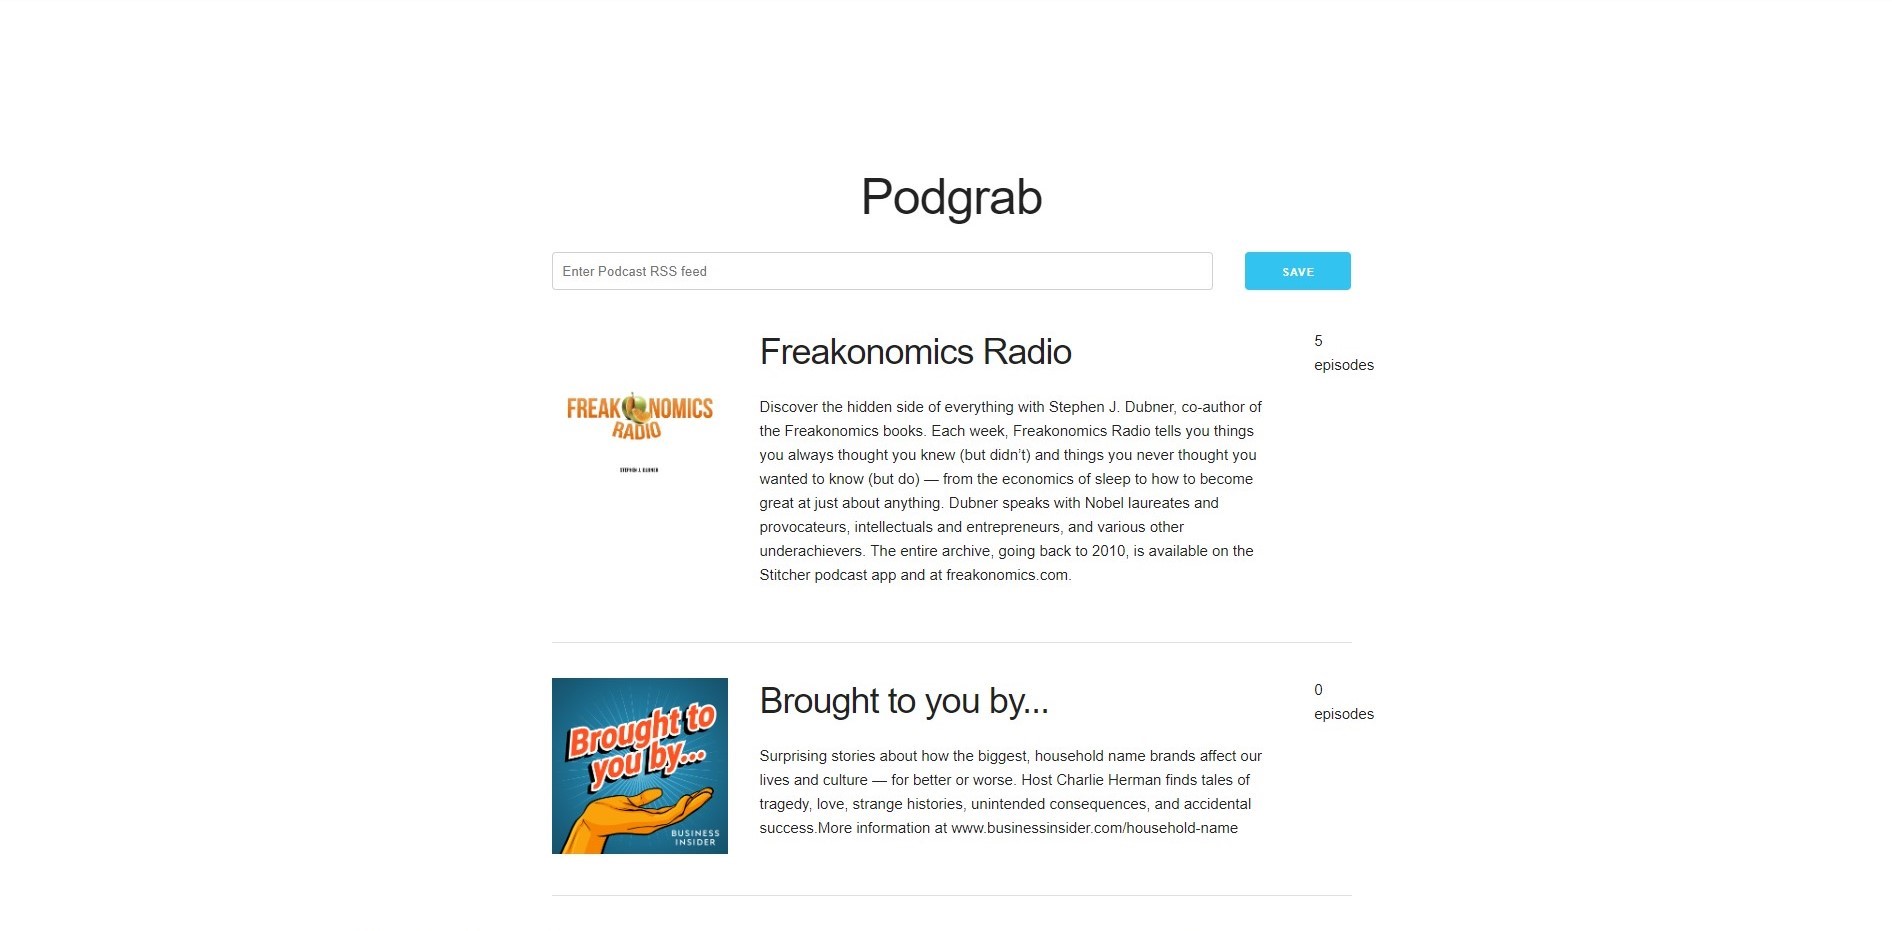 Podgrab
Enter Podcast RSS feed
SAVE
Freakonomics Radio
5
episodes
FREAK NOMICS
RADIO
STEPHEN J. DUBNER
Discover the hidden side of everything with Stephen J. Dubner, co-author of
the Freakonomics books. Each week, Freakonomics Radio tells you things
you always thought you knew (but didn’t) and things you never thought you
wanted to know (but do) — from the economics of sleep to how to become
great at just about anything. Dubner speaks with Nobel laureates and
provocateurs, intellectuals and entrepreneurs, and various other
underachievers. The entire archive, going back to 2010, is available on the
Stitcher podcast app and at freakonomics.com.
Brought to
you by...
BUSINESS
INSIDER
Brought to you by...
0
episodes
Surprising stories about how the biggest, household name brands affect our
lives and culture — for better or worse. Host Charlie Herman finds tales of
tragedy, love, strange histories, unintended consequences, and accidental
success.More information at www.businessinsider.com/household-name